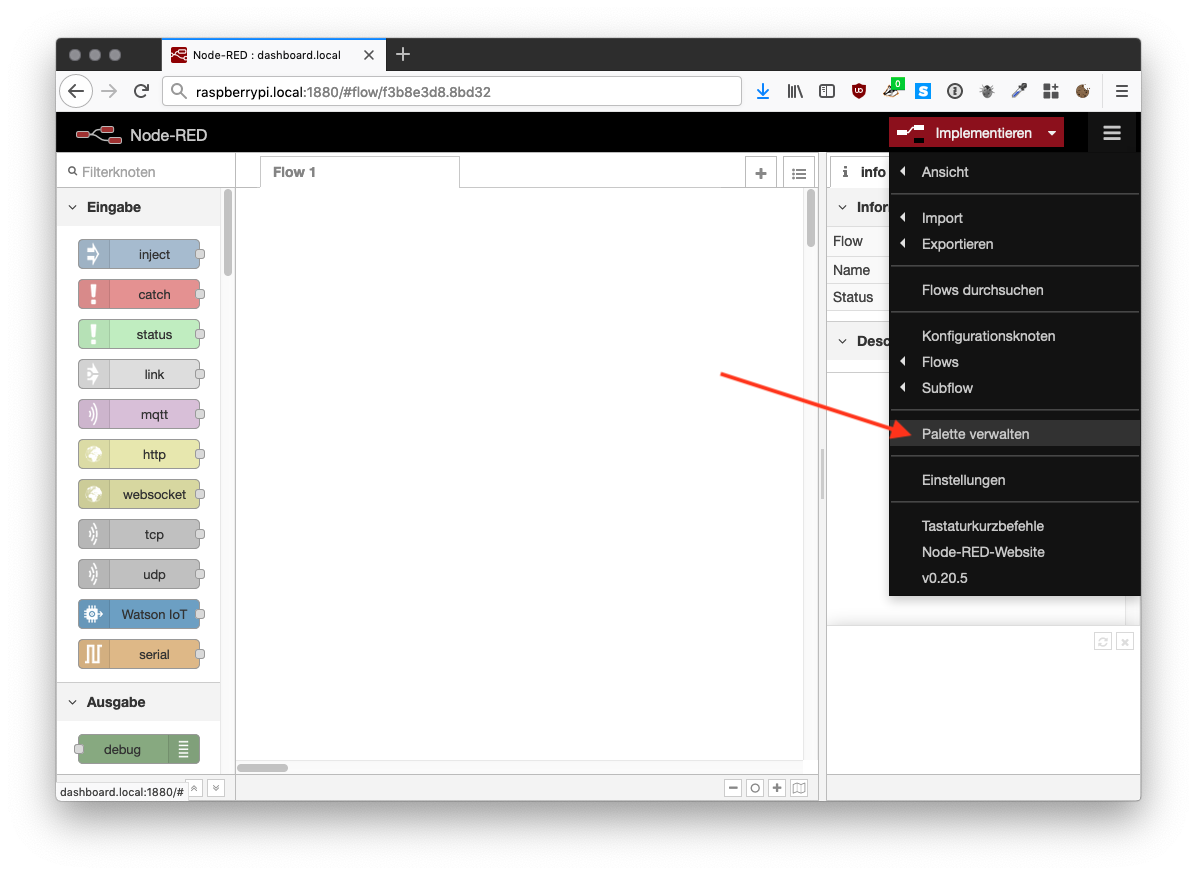 Node-RED : dashboard.local
raspberrypi.local:1880/#flow/f3b8e3d8.8bd32
0
Node-RED
Implementieren
Filterknoten
Flow 1
info
Ansicht
Eingabe
Infor
Import
Flow
Exportieren
inject
Name
catch
Status
Flows durchsuchen
status
Desc
Konfigurationsknoten
Flows
link
Subflow
mqtt
Palette verwalten
http
Einstellungen
websocket
tcp
Tastaturkurzbefehle
Node-RED-Website
udp
v0.20.5
Watson IoT
serial
Ausgabe
debug
dashboard.local:1880/#